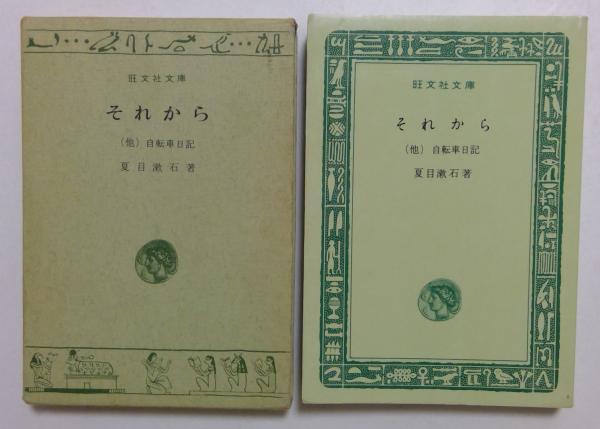 旺文社文庫
それから
(他) 自転車日記
夏目漱石著
旺文社文庫
それから
(他) 自転車日記
夏目漱石著